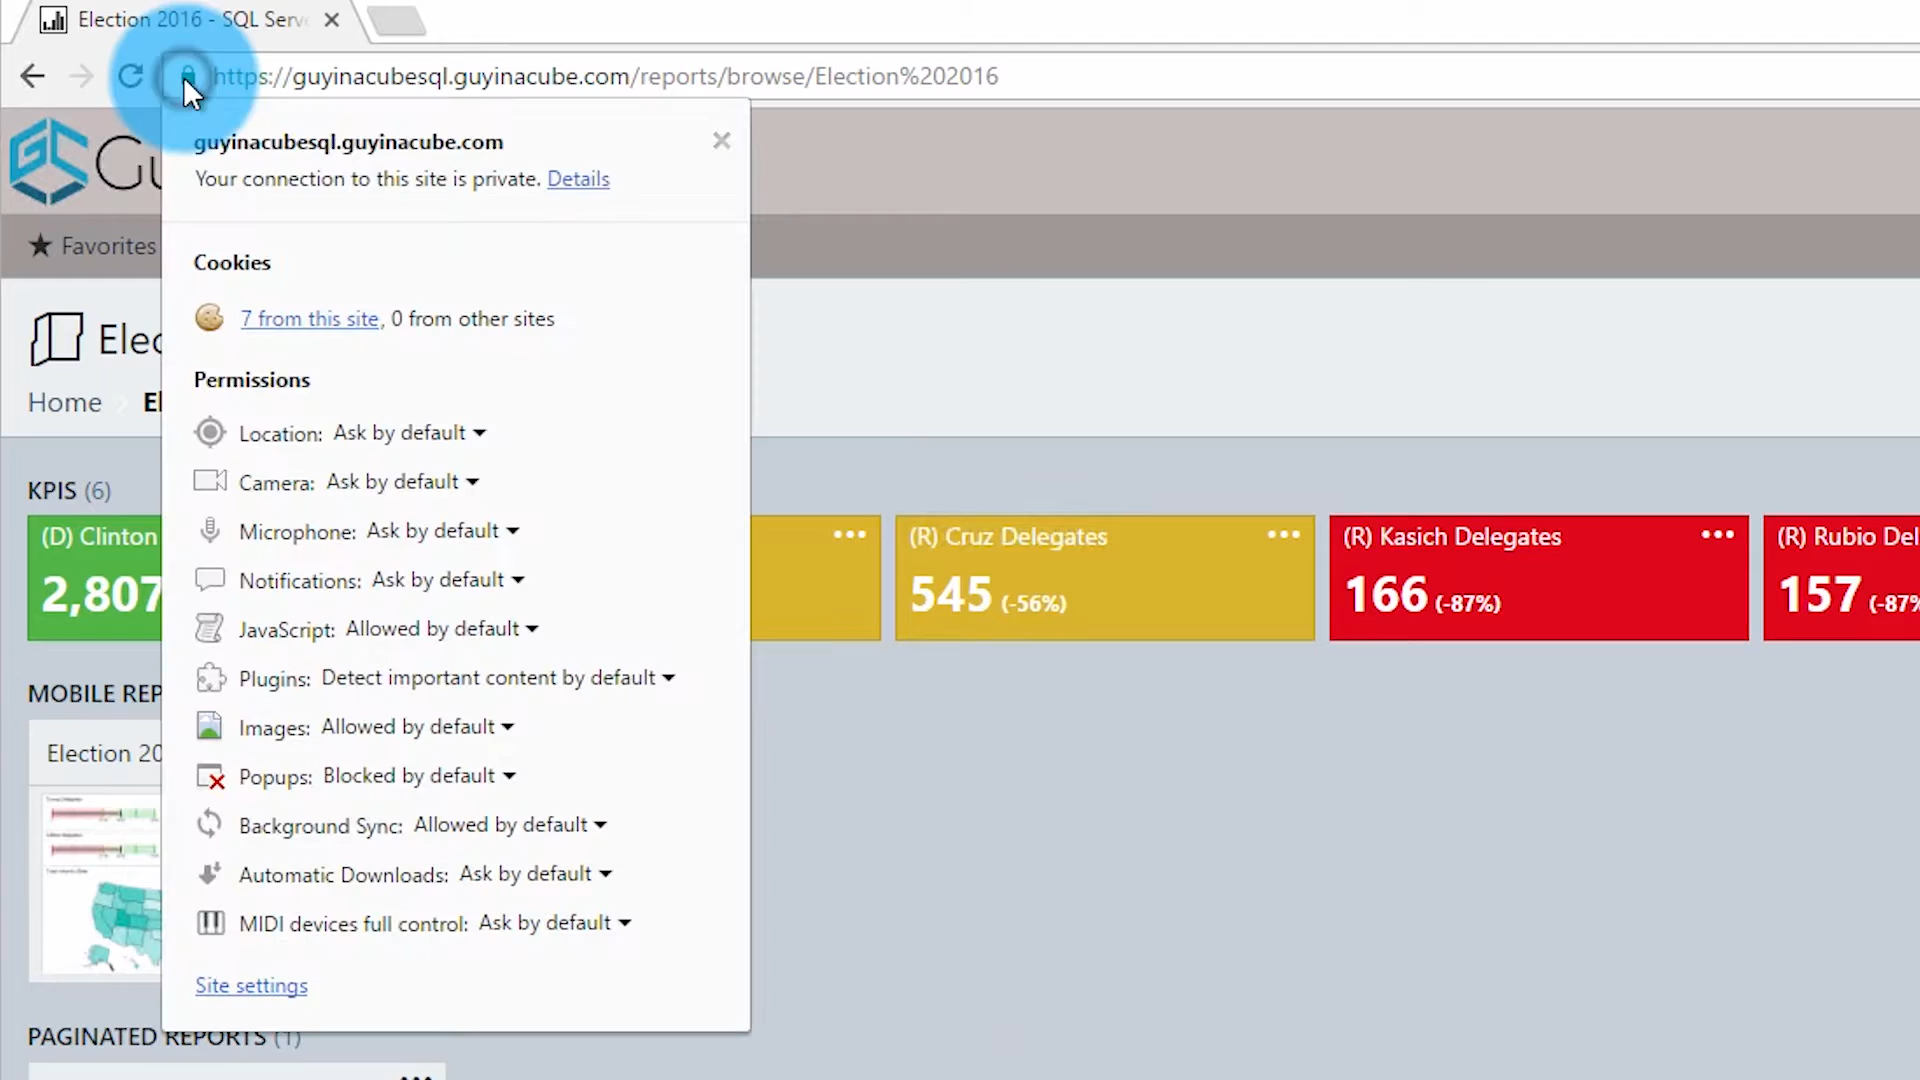 Election 2016 - SQL Serv
https://guyinacubesql.guyinacube.com/reports/browse/Election%202016
guyinacubesql.guyinacube.com
Your connection to this site is private. Details
Gu
Favorites
Cookies
7 from this site, 0 from other sites
Elec
Permissions
Home El
Location: Ask by default
Camera: Ask by default
KPIS (6)
Microphone: Ask by default
Notifications: Ask by default
JavaScript: Allowed by default
Plugins: Detect important content by default
Images: Allowed by default
Popups: Blocked by default
Background Sync: Allowed by default
Automatic Downloads: Ask by default
MIDI devices full control: Ask by default
Site settings
(D) Clinton
2,807
(R) Cruz Delegates
545 (-56%)
(R) Kasich Delegates
166 (-87%)
(R) Rubio Del
157 (-87%
MOBILE REP
Election 20
PAGINATED REPORTS (1)